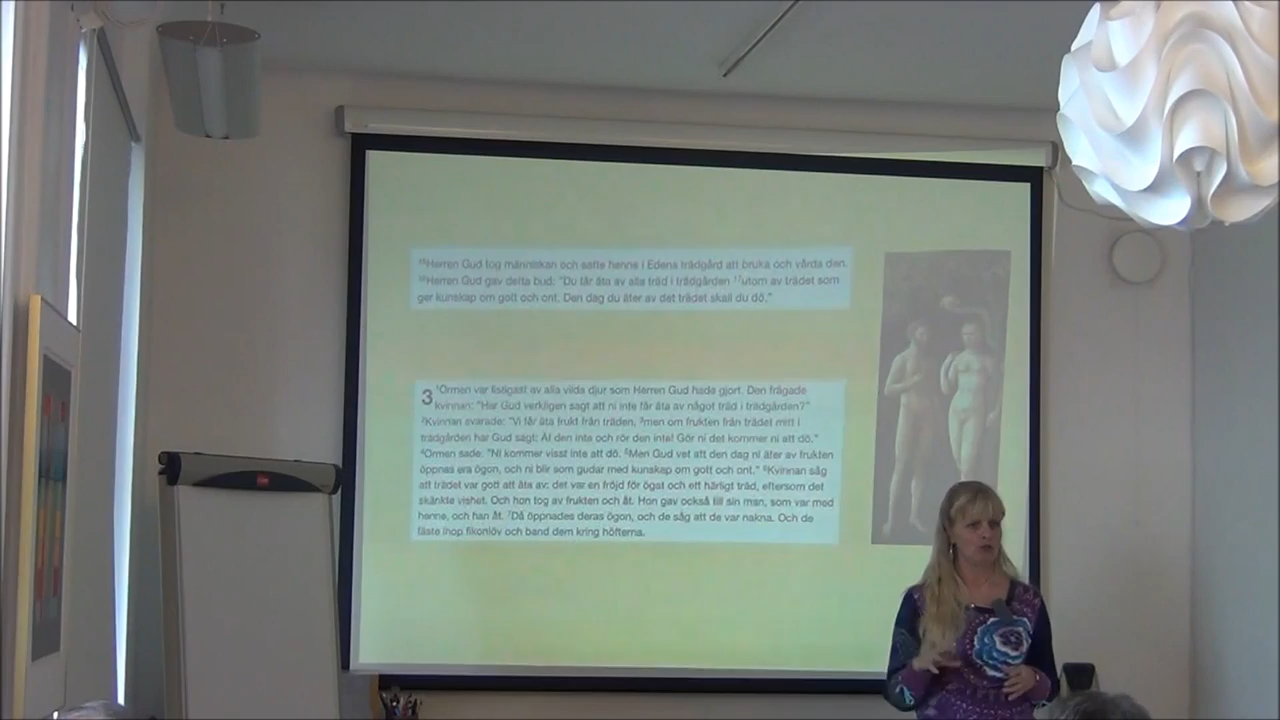 ¹⁵Herren Gud tog människan och satte henne i Edens trädgård att bruka och vårda den.
¹⁶Herren Gud gav detta bud: "Du får äta av alla träd i trädgården ¹⁷utom av trädet som
ger kunskap om gott och ont. Den dag du äter av det trädet skall du dö."
3 ¹Ormen var listigast av alla vilda djur som Herren Gud hade gjort. Den frågade
kvinnan: "Har Gud verkligen sagt att ni inte får äta av något träd i trädgården?"
²Kvinnan svarade: "Vi får äta frukt från träden, ³men om frukten från trädet mitt i
trädgården har Gud sagt: Ät den inte och rör den inte! Gör ni det kommer ni att dö."
⁴Ormen sade: "Ni kommer visst inte att dö. ⁵Men Gud vet att den dag ni äter av frukten
öppnas era ögon, och ni blir som gudar med kunskap om gott och ont." ⁶Kvinnan såg
att trädet var gott att äta av: det var en fröjd för ögat och ett härligt träd, eftersom det
skänkte vishet. Och hon tog av frukten och åt. Hon gav också till sin man, som var med
henne, och han åt. ⁷Då öppnades deras ögon, och de såg att de var nakna. Och de
fäste ihop fikonlöv och band dem kring höfterna.